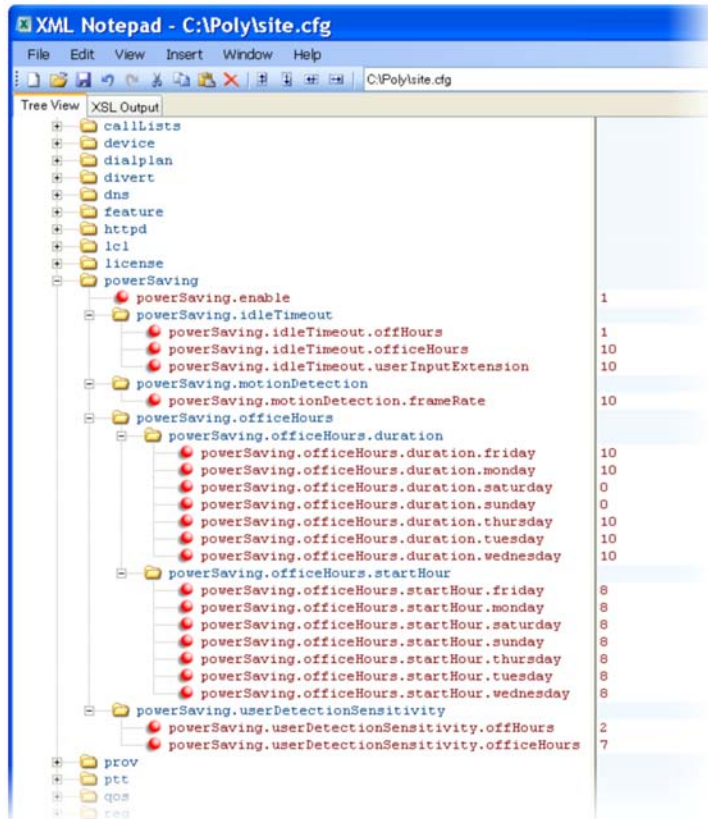 XML Notepad - C:\Poly\site.cfg
File Edit View Insert Window Help
C:\Poly\site.cfg
Tree View XSL Output
callLists
device
dialplan
divert
dns
feature
httpd
lcl
license
powerSaving
powerSaving.enable 1
powerSaving.idleTimeout
powerSaving.idleTimeout.offHours 1
powerSaving.idleTimeout.officeHours 10
powerSaving.idleTimeout.userInputExtension 10
powerSaving.motionDetection
powerSaving.motionDetection.frameRate 10
powerSaving.officeHours
powerSaving.officeHours.duration
powerSaving.officeHours.duration.friday 10
powerSaving.officeHours.duration.monday 10
powerSaving.officeHours.duration.saturday 0
powerSaving.officeHours.duration.sunday 0
powerSaving.officeHours.duration.thursday 10
powerSaving.officeHours.duration.tuesday 10
powerSaving.officeHours.duration.wednesday 10
powerSaving.officeHours.startHour
powerSaving.officeHours.startHour.friday 8
powerSaving.officeHours.startHour.monday 8
powerSaving.officeHours.startHour.saturday 8
powerSaving.officeHours.startHour.sunday 8
powerSaving.officeHours.startHour.thursday 8
powerSaving.officeHours.startHour.tuesday 8
powerSaving.officeHours.startHour.wednesday 8
powerSaving.userDetectionSensitivity
powerSaving.userDetectionSensitivity.offHours 2
powerSaving.userDetectionSensitivity.officeHours 7
prov
ptt
qos
reg